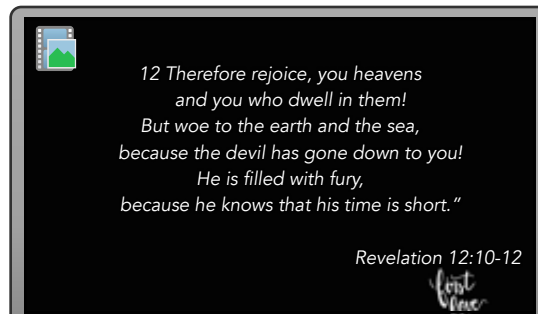 12 Therefore rejoice, you heavens
and you who dwell in them!
But woe to the earth and the sea,
because the devil has gone down to you!
He is filled with fury,
because he knows that his time is short.”
Revelation 12:10-12
first
love